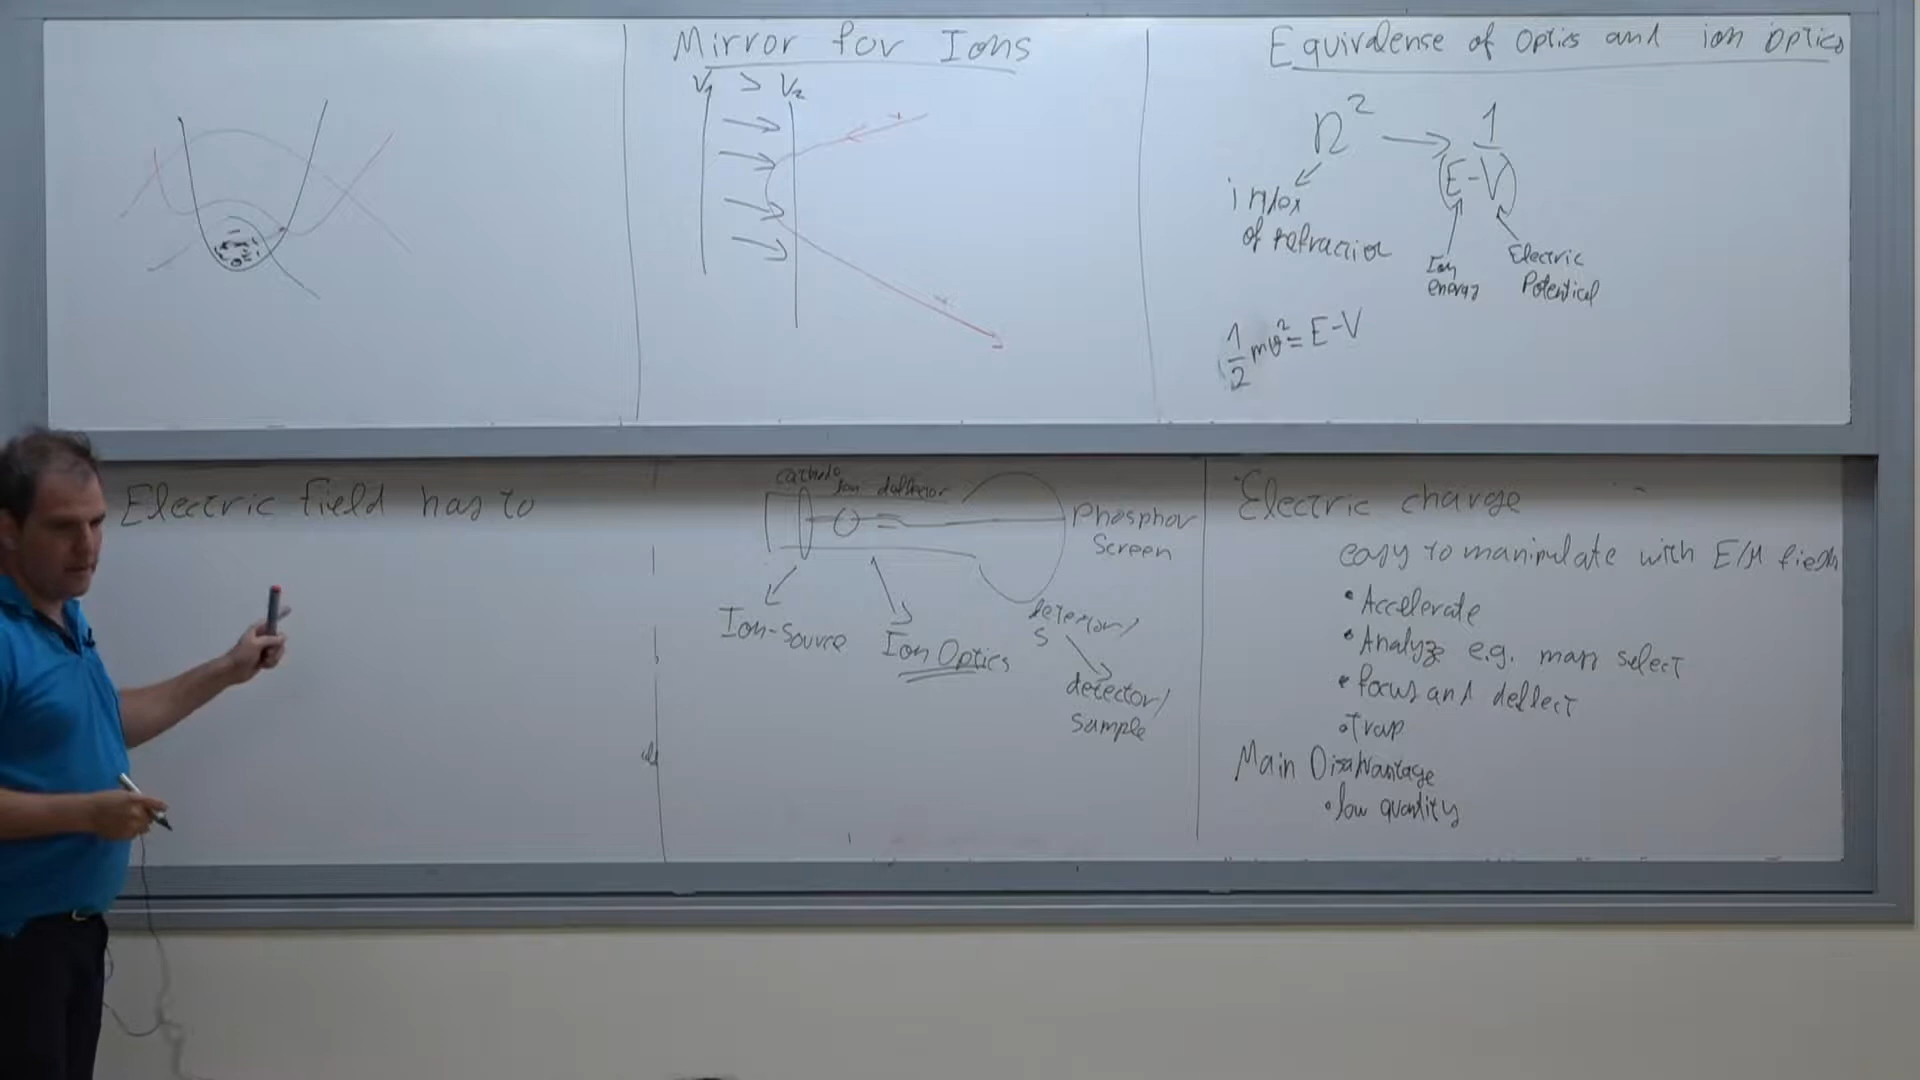 Mirror for Ions
V1 > V2
Equivalense of Optics and ion optics
n² → 1
(E-V)
index
of refraction
Ion
energy
Electric
Potential
1/2 mv² = E-V
Electric field has to
cathode
deflector
Phosphor
Screen
Ion-Source
Ion Optics
detector/
S
detector/
Sample
Electric charge
easy to manipulate with E/M fields
• Accelerate
• Analyze e.g. mass select
• focus and deflect
• Trap
Main Disadvantage
• low quantity